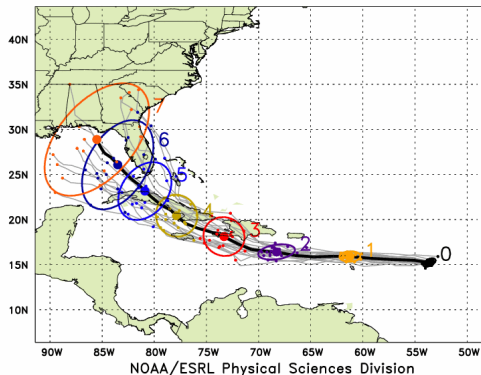 40N
35N
30N
25N
20N
15N
10N
7
6
5
4
3
2
1
0
90W 85W 80W 75W 70W 65W 60W 55W 50W
NOAA/ESRL Physical Sciences Division